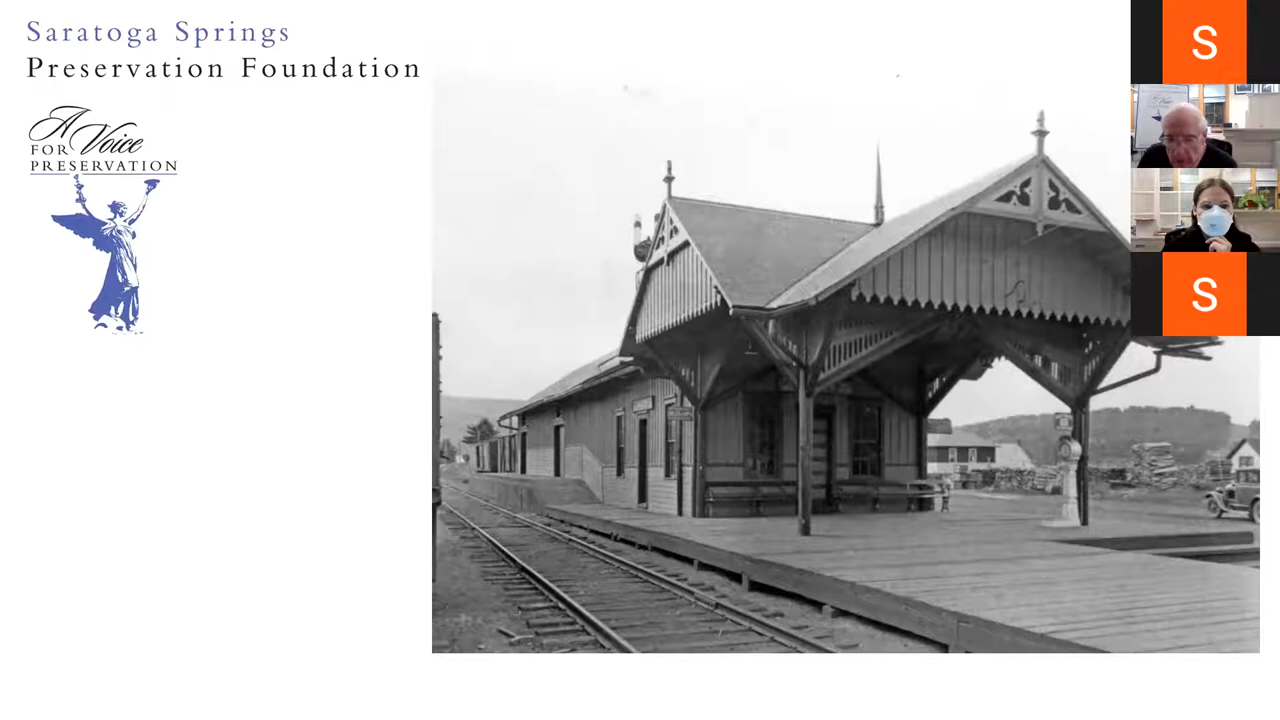 Saratoga Springs
Preservation Foundation
A Voice
FOR
PRESERVATION
S
S